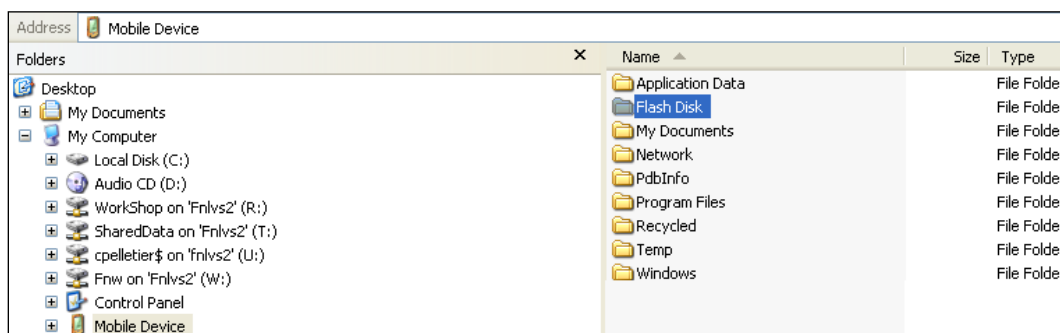 Address Mobile Device
Folders
Desktop
My Documents
My Computer
Local Disk (C:)
Audio CD (D:)
WorkShop on 'Fnlvs2' (R:)
SharedData on 'Fnlvs2' (T:)
cpelletier$ on 'fnlvs2' (U:)
Fnw on 'Fnlvs2' (W:)
Control Panel
Mobile Device
Name Size Type
Application Data File Folde
Flash Disk File Folde
My Documents File Folde
Network File Folde
PdbInfo File Folde
Program Files File Folde
Recycled File Folde
Temp File Folde
Windows File Folde